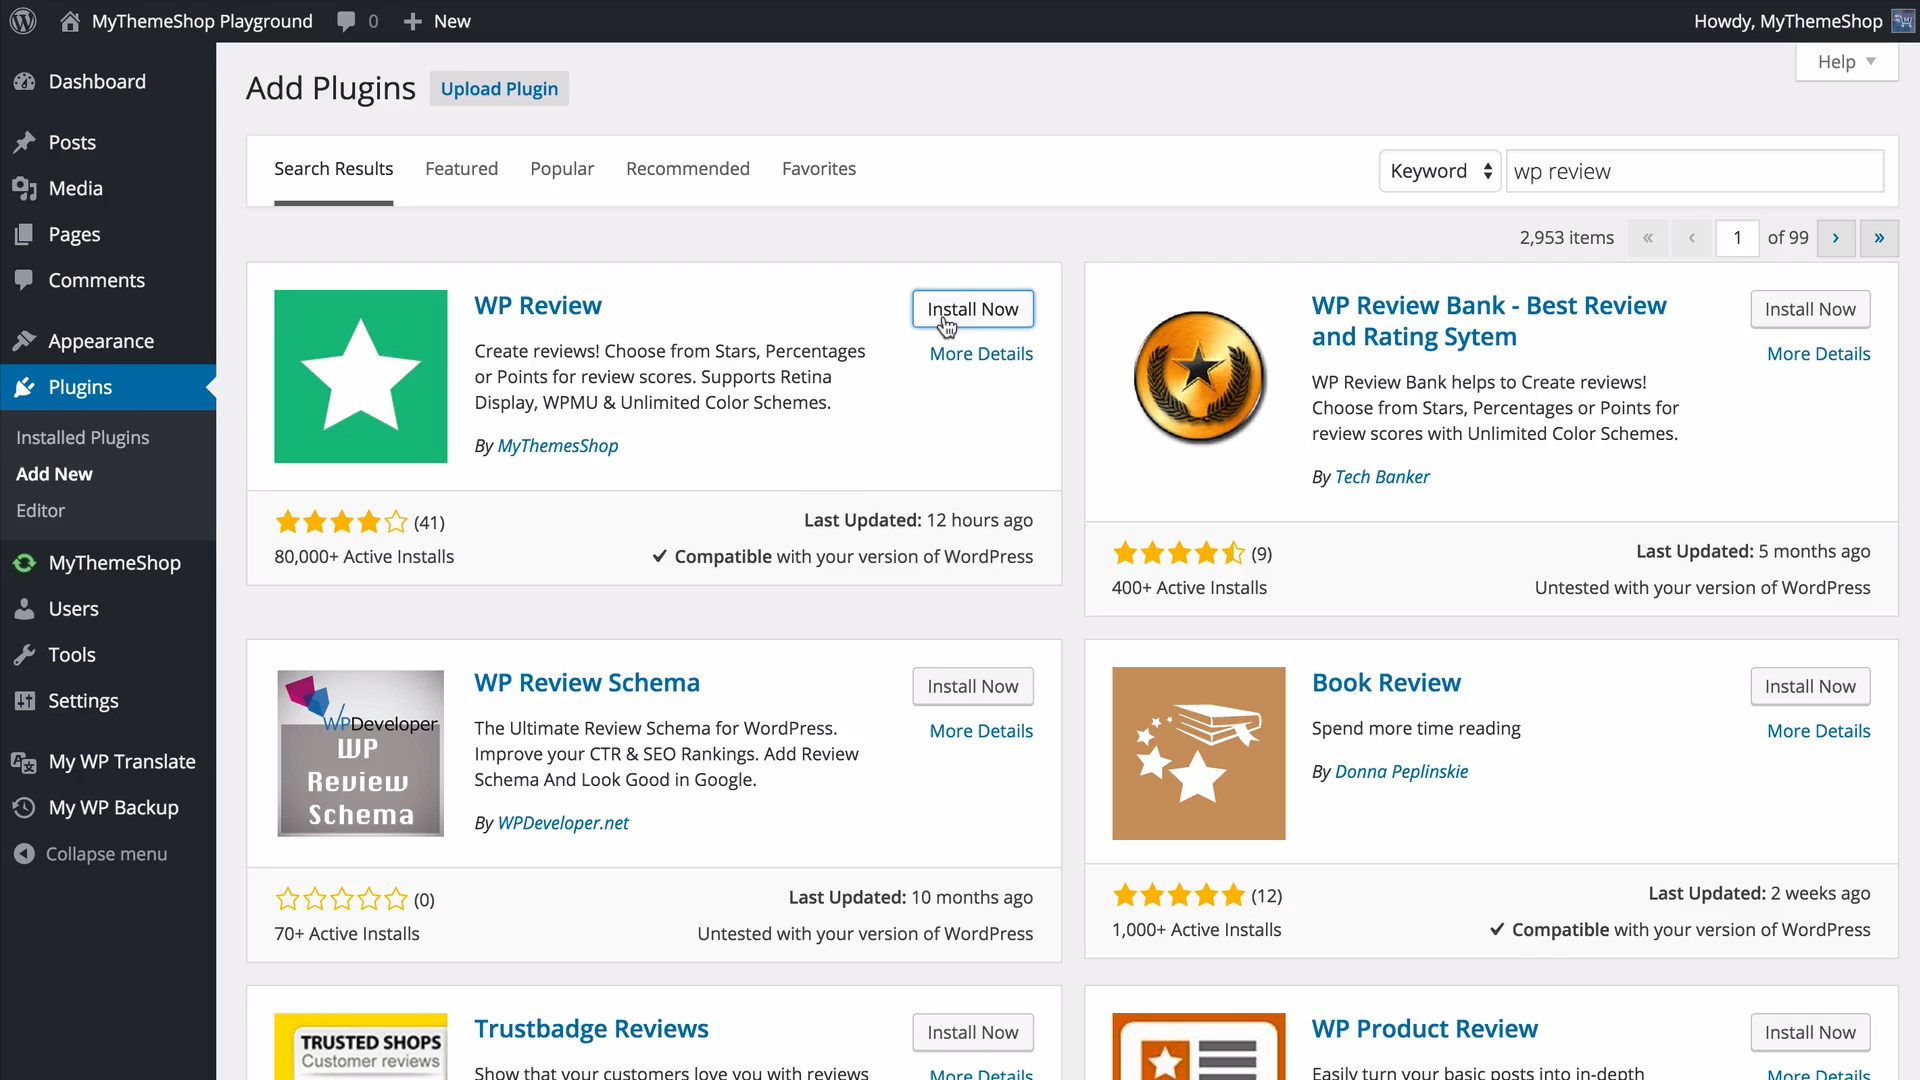 MyThemeShop Playground 0 New Howdy, MyThemeShop
Help
Dashboard
Posts
Media
Pages
Comments
Appearance
Plugins
Installed Plugins
Add New
Editor
MyThemeShop
Users
Tools
Settings
My WP Translate
My WP Backup
Collapse menu
Add Plugins Upload Plugin
Search Results Featured Popular Recommended Favorites Keyword wp review
2,953 items « ‹ 1 of 99 › »
WP Review
Install Now
More Details
Create reviews! Choose from Stars, Percentages
or Points for review scores. Supports Retina
Display, WPMU & Unlimited Color Schemes.
By MyThemesShop
(41)
Last Updated: 12 hours ago
80,000+ Active Installs
Compatible with your version of WordPress
WP Review Bank - Best Review
and Rating Sytem
Install Now
More Details
WP Review Bank helps to Create reviews!
Choose from Stars, Percentages or Points for
review scores with Unlimited Color Schemes.
By Tech Banker
(9)
Last Updated: 5 months ago
400+ Active Installs
Untested with your version of WordPress
WPDeveloper
WP
Review
Schema
WP Review Schema
Install Now
More Details
The Ultimate Review Schema for WordPress.
Improve your CTR & SEO Rankings. Add Review
Schema And Look Good in Google.
By WPDeveloper.net
(0)
Last Updated: 10 months ago
70+ Active Installs
Untested with your version of WordPress
Book Review
Install Now
More Details
Spend more time reading
By Donna Peplinskie
(12)
Last Updated: 2 weeks ago
1,000+ Active Installs
Compatible with your version of WordPress
TRUSTED SHOPS
Customer reviews
Trustbadge Reviews
Install Now
More Details
Show that your customers love you with reviews
WP Product Review
Install Now
More Details
Easily turn your basic posts into in-depth